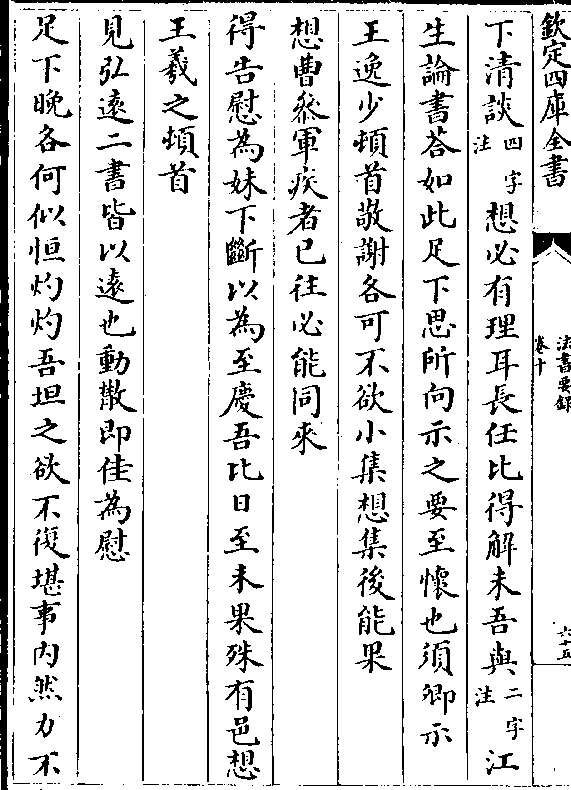 欽定四庫全書
法書要錄
卷十
六十五
下清談四字注想必有理耳長任比得解未吾與二字注江
生論書荅如此足下思所向示之要至懷也須卿示
王逸少頓首敬謝各可不欲小集想集後能果
想曹叅軍疾者已往必能同來
得告慰為妹下斷以為至慶吾比日至未果殊有邑想
王羲之頓首
見弘遠二書皆以遠也動散即佳為慰
足下晚各何似恒灼灼吾坦之欲不復堪事内然力不